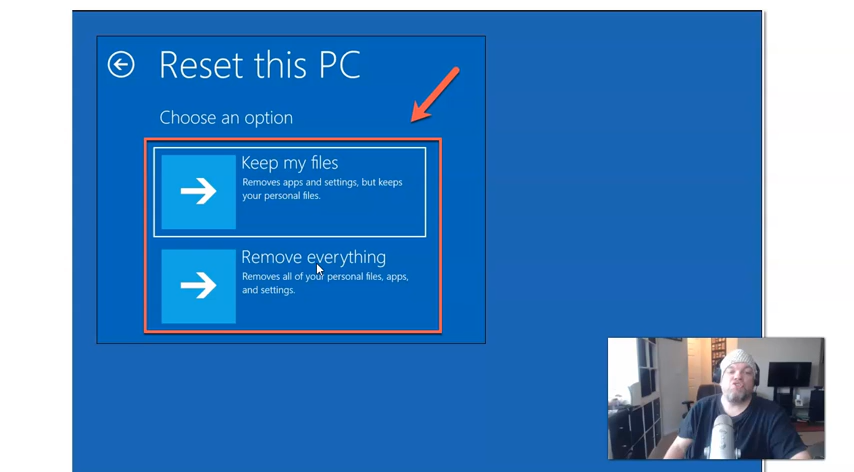 Reset this PC
Choose an option
Keep my files
Removes apps and settings, but keeps
your personal files.
Remove everything
Removes all of your personal files, apps,
and settings.